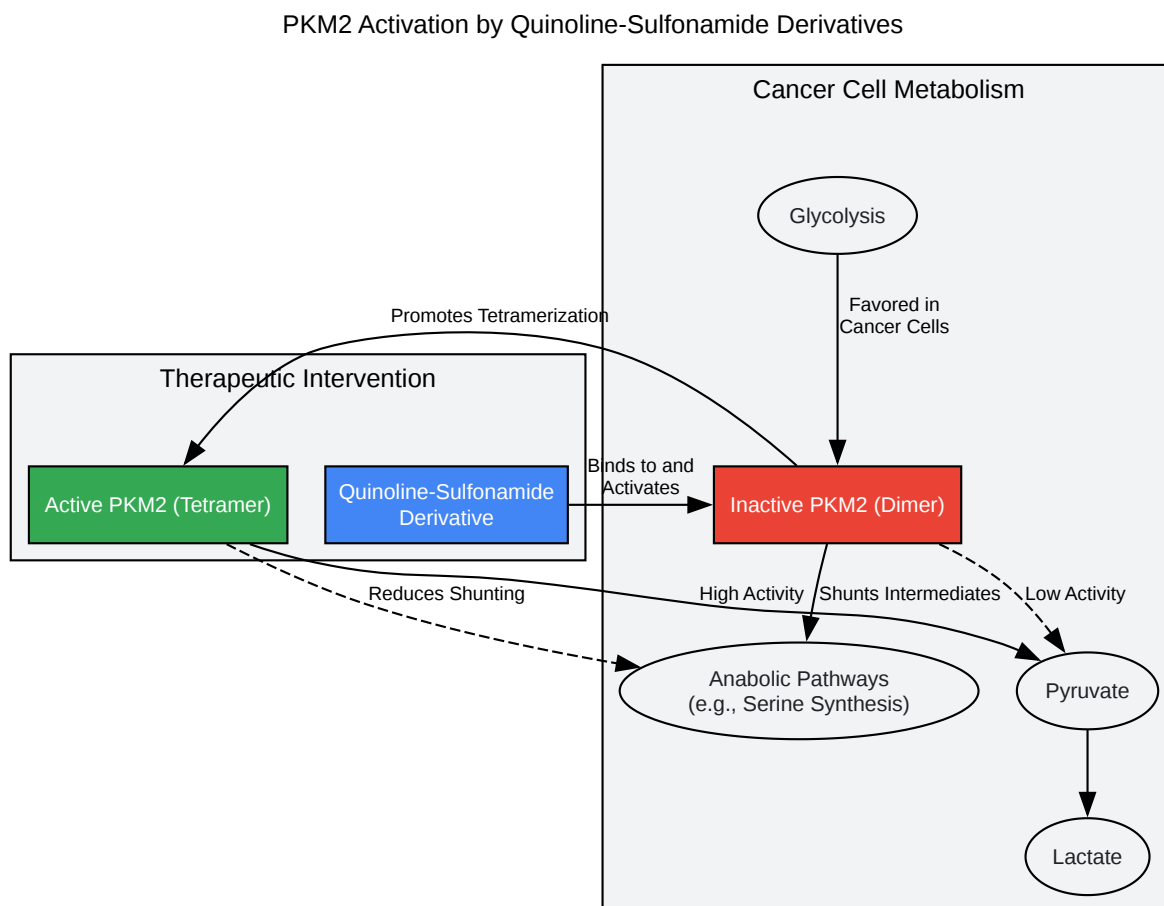 PKM2 Activation by Quinoline-Sulfonamide Derivatives
Cancer Cell Metabolism
Glycolysis
Favored in
Cancer Cells
Promotes Tetramerization
Therapeutic Intervention
Active PKM2 (Tetramer)
Quinoline-Sulfonamide
Derivative
Binds to and
Activates
Inactive PKM2 (Dimer)
Reduces Shunting
High Activity
Shunts Intermediates
Low Activity
Anabolic Pathways
(e.g., Serine Synthesis)
Pyruvate
Lactate